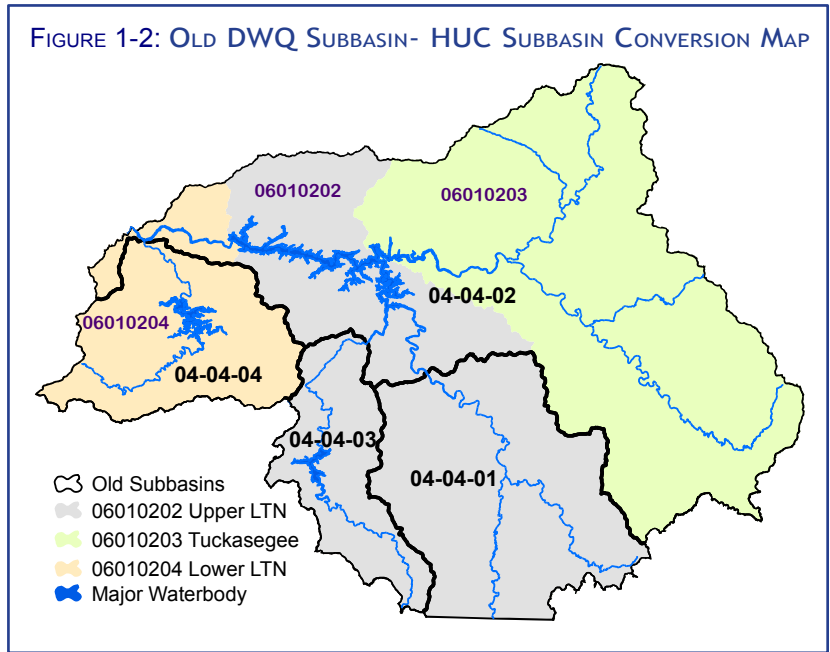 FIGURE 1-2: OLD DWQ SUBBASIN- HUC SUBBASIN CONVERSION MAP
06010202
06010203
04-04-02
06010204
04-04-04
04-04-03
04-04-01
Old Subbasins
06010202 Upper LTN
06010203 Tuckasegee
06010204 Lower LTN
Major Waterbody